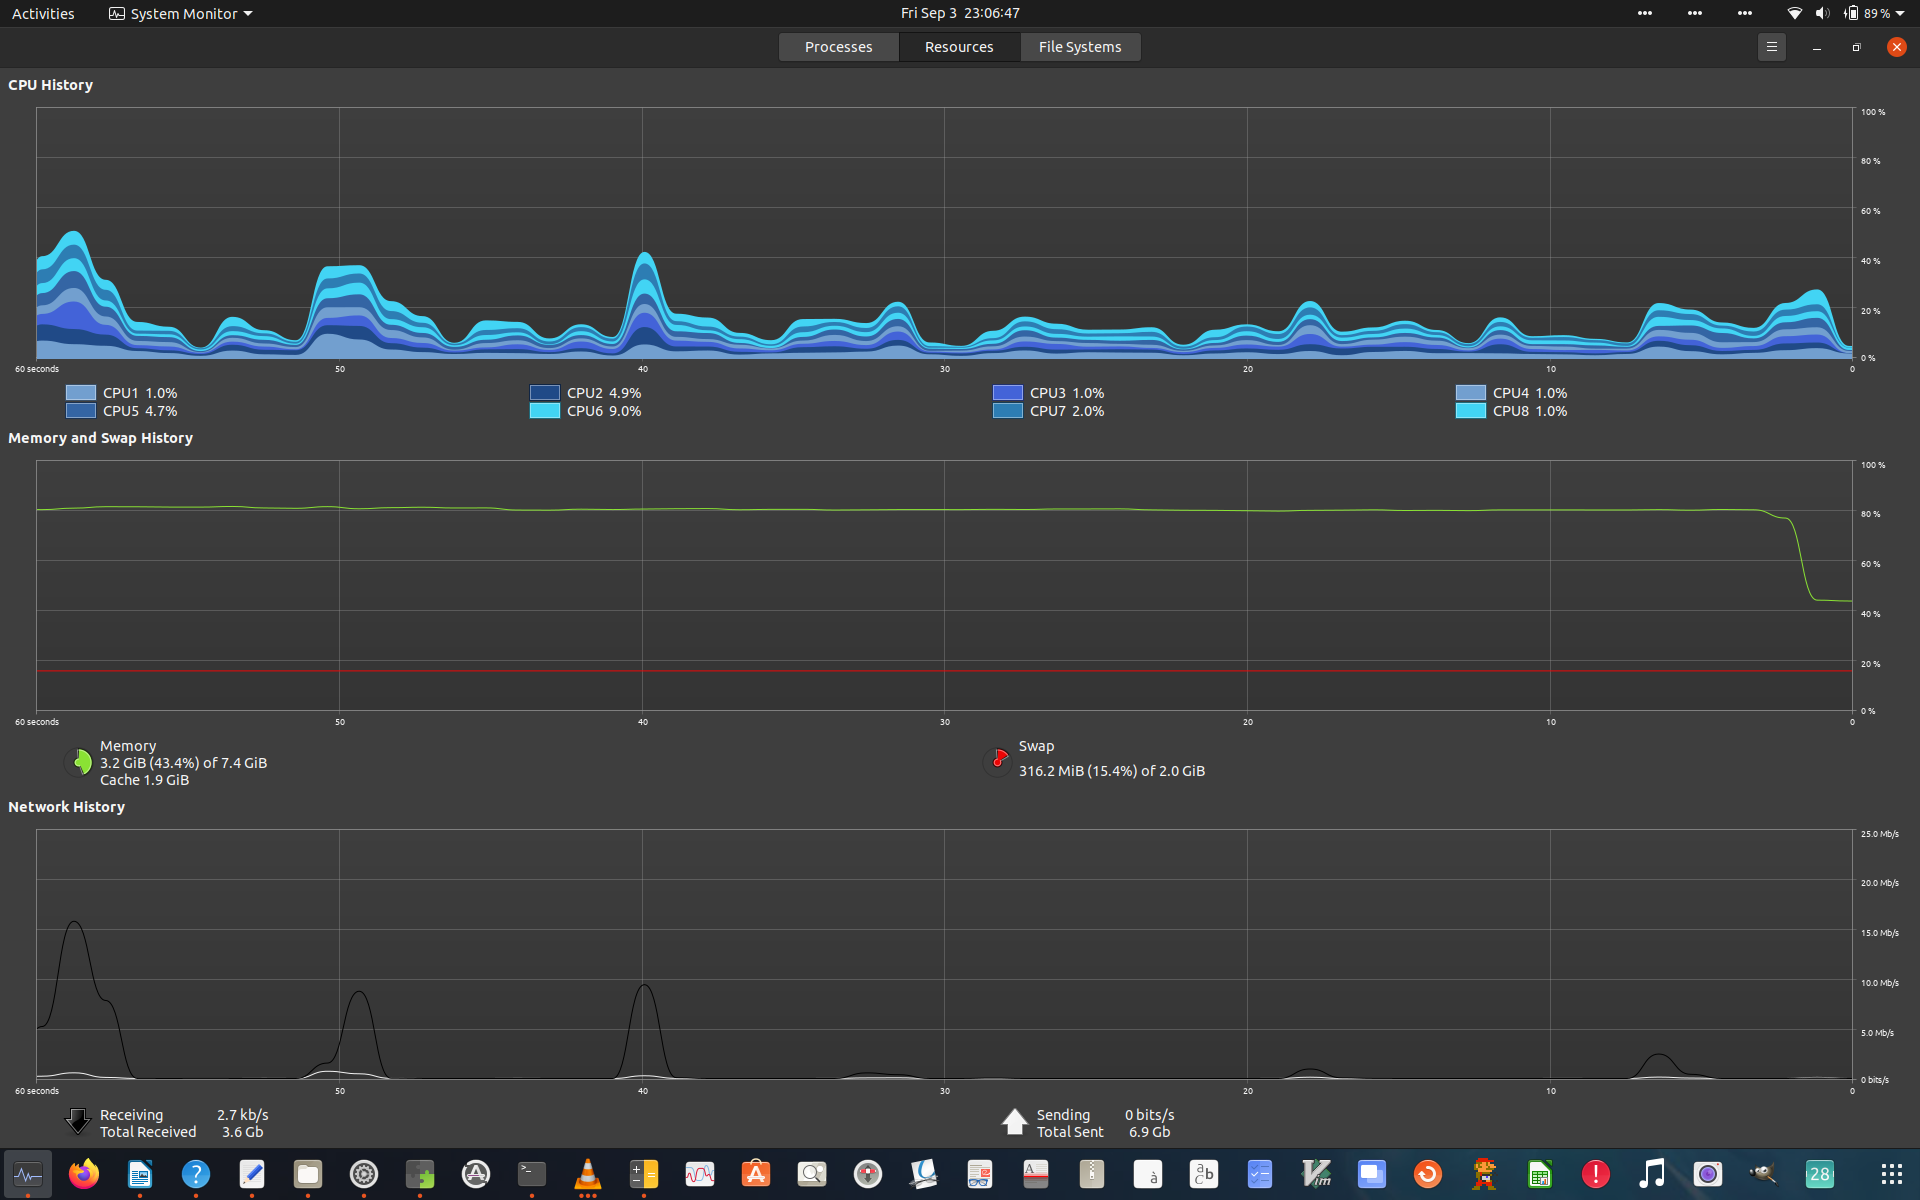 Activities System Monitor Fri Sep 3 23:06:47 89 %
Processes Resources File Systems
CPU History
100 %
80 %
60 %
40 %
20 %
0 %
60 seconds 50 40 30 20 10 0
CPU1 1.0% CPU2 4.9% CPU3 1.0% CPU4 1.0%
CPU5 4.7% CPU6 9.0% CPU7 2.0% CPU8 1.0%
Memory and Swap History
100 %
80 %
60 %
40 %
20 %
0 %
60 seconds 50 40 30 20 10 0
Memory Swap
3.2 GiB (43.4%) of 7.4 GiB 316.2 MiB (15.4%) of 2.0 GiB
Cache 1.9 GiB
Network History
25.0 Mb/s
20.0 Mb/s
15.0 Mb/s
10.0 Mb/s
5.0 Mb/s
0 bits/s
60 seconds 50 40 30 20 10 0
Receiving 2.7 kb/s Sending 0 bits/s
Total Received 3.6 Gb Total Sent 6.9 Gb
? >_ A A à ab c Vim ! 28